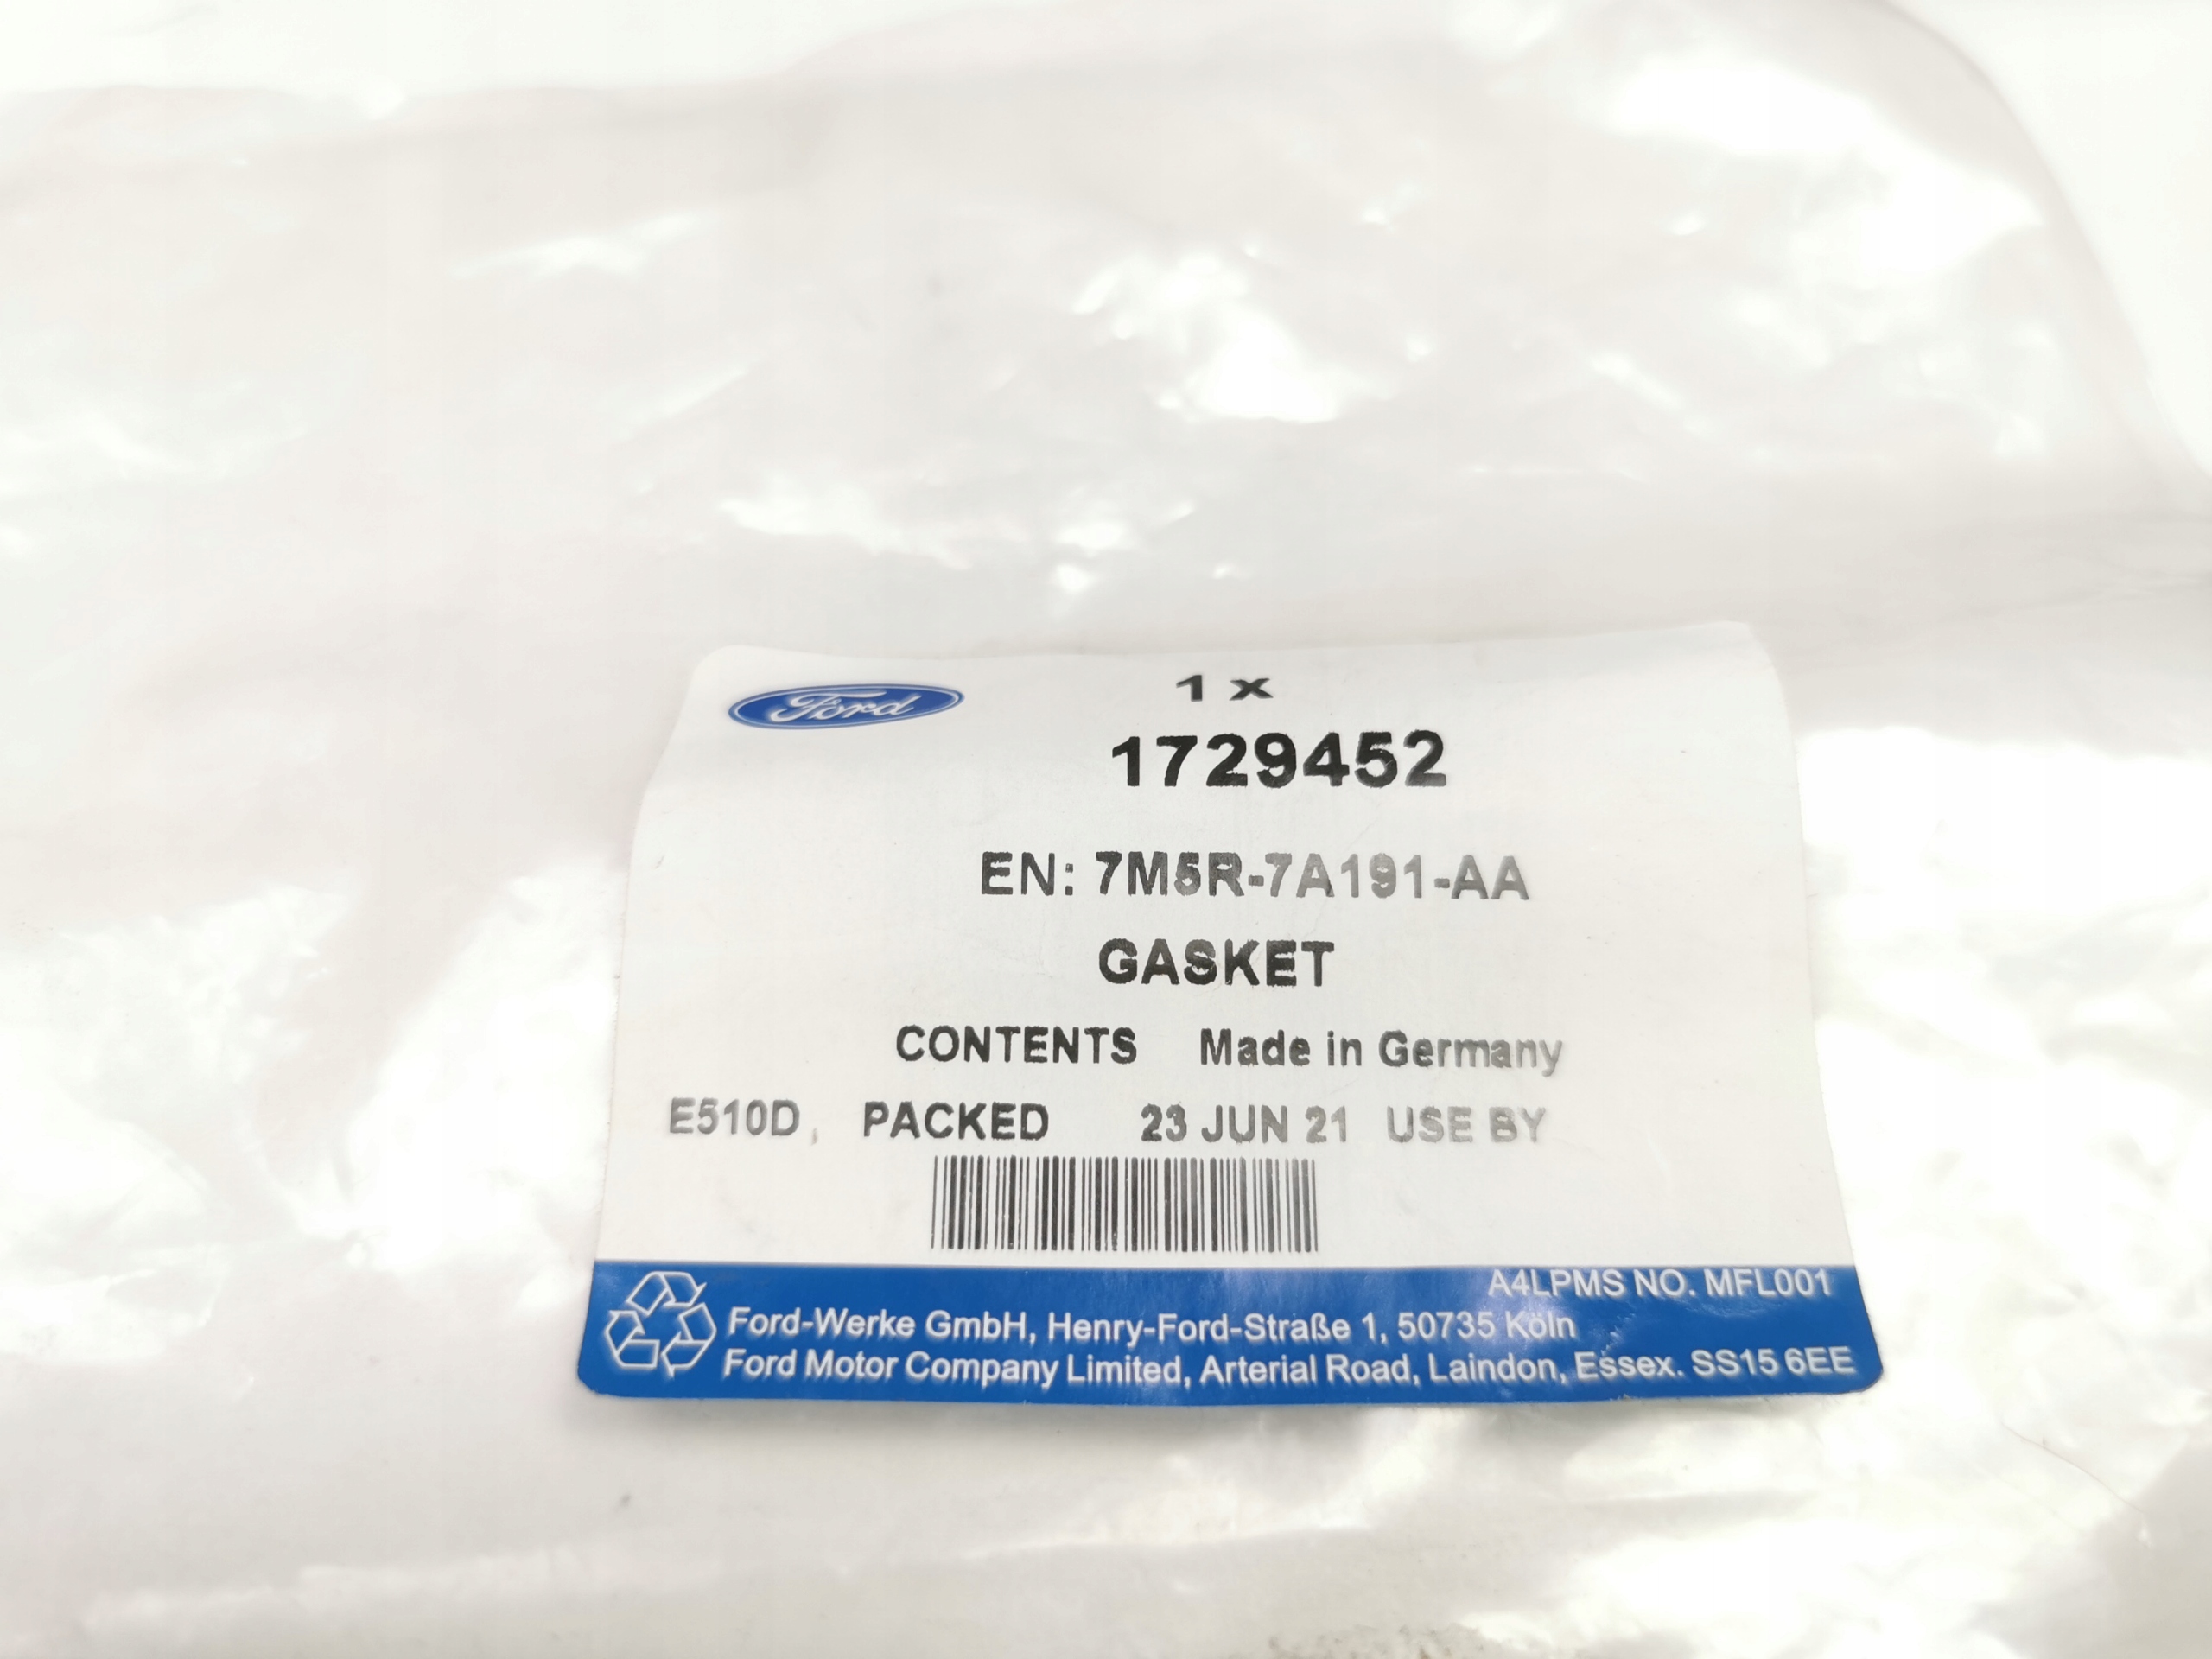 Ford
1 x
1729452
EN: 7M5R-7A191-AA
GASKET
CONTENTS Made in Germany
E510D, PACKED 23 JUN 21 USE BY
A4LPMS NO. MFL001
Ford-Werke GmbH, Henry-Ford-Straße 1, 50735 Köln
Ford Motor Company Limited, Arterial Road, Laindon, Essex. SS15 6EE